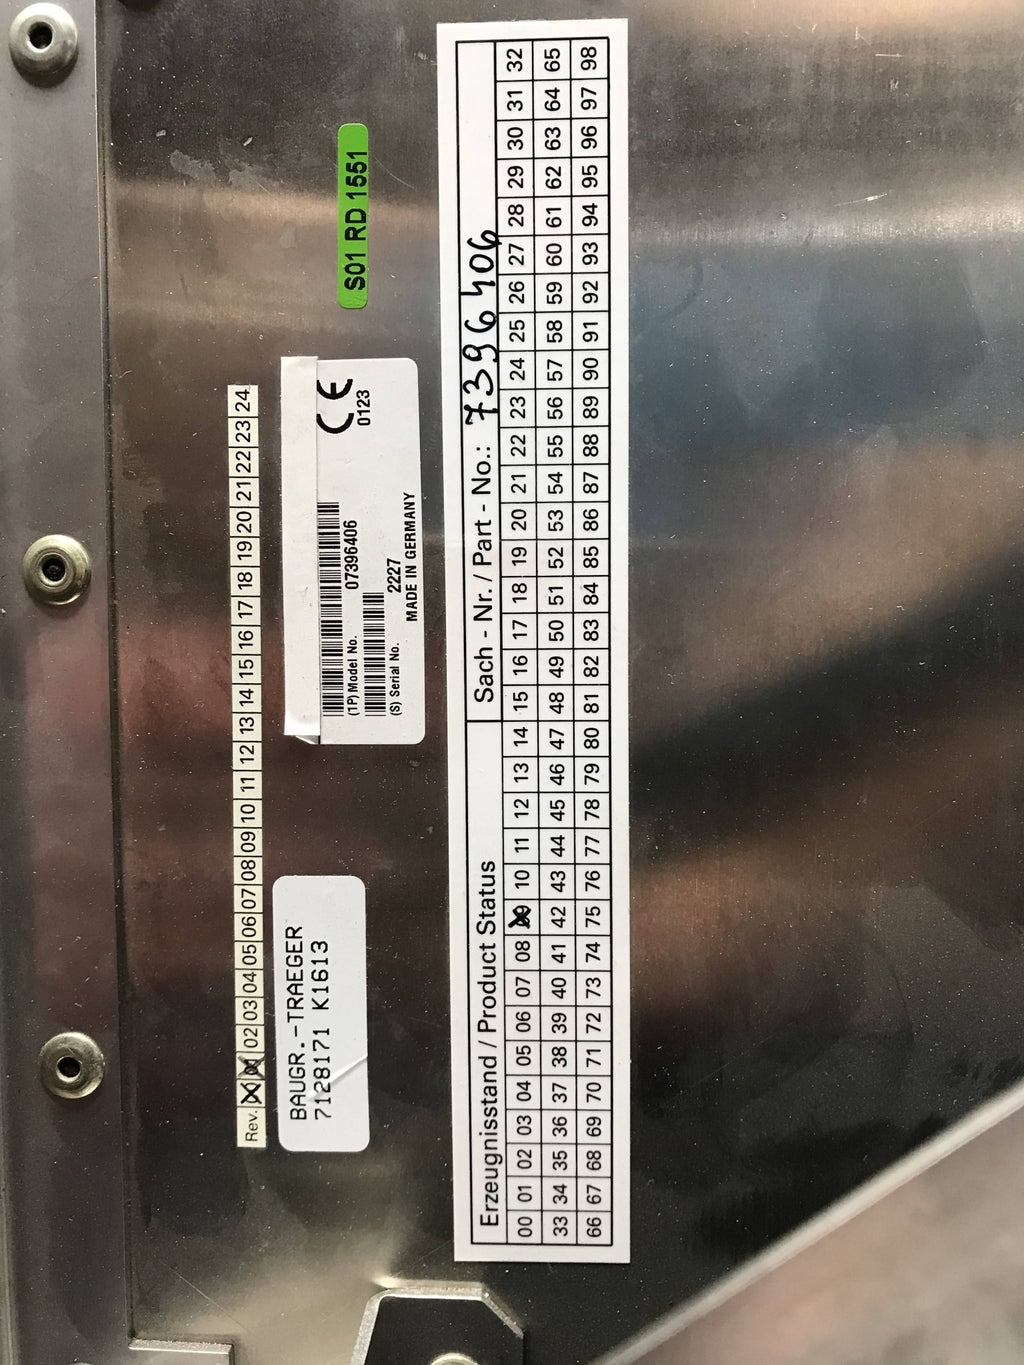 S01 RD 1551
Rev. 02 03 04 05 06 07 08 09 10 11 12 13 14 15 16 17 18 19 20 21 22 23 24
CE
0123
(1P) Model No. 07396406
(S) Serial No. 2227
MADE IN GERMANY
BAUGR.-TRAEGER
7128171 K1613
Erzeugnisstand / Product Status Sach - Nr. / Part - No.: 7396406
00 01 02 03 04 05 06 07 08 09 10 11 12 13 14 15 16 17 18 19 20 21 22 23 24 25 26 27 28 29 30 31 32
33 34 35 36 37 38 39 40 41 42 43 44 45 46 47 48 49 50 51 52 53 54 55 56 57 58 59 60 61 62 63 64 65
66 67 68 69 70 71 72 73 74 75 76 77 78 79 80 81 82 83 84 85 86 87 88 89 90 91 92 93 94 95 96 97 98